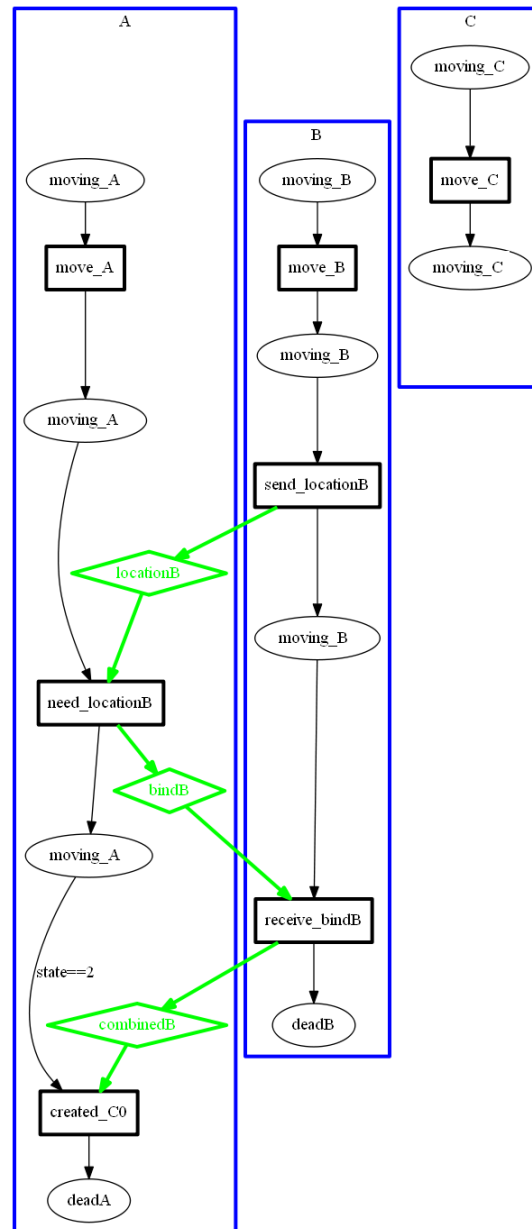 A
moving_A
move_A
moving_A
locationB
need_locationB
bindB
moving_A
state==2
combinedB
created_C0
deadA
B
moving_B
move_B
moving_B
send_locationB
moving_B
receive_bindB
deadB
C
moving_C
move_C
moving_C